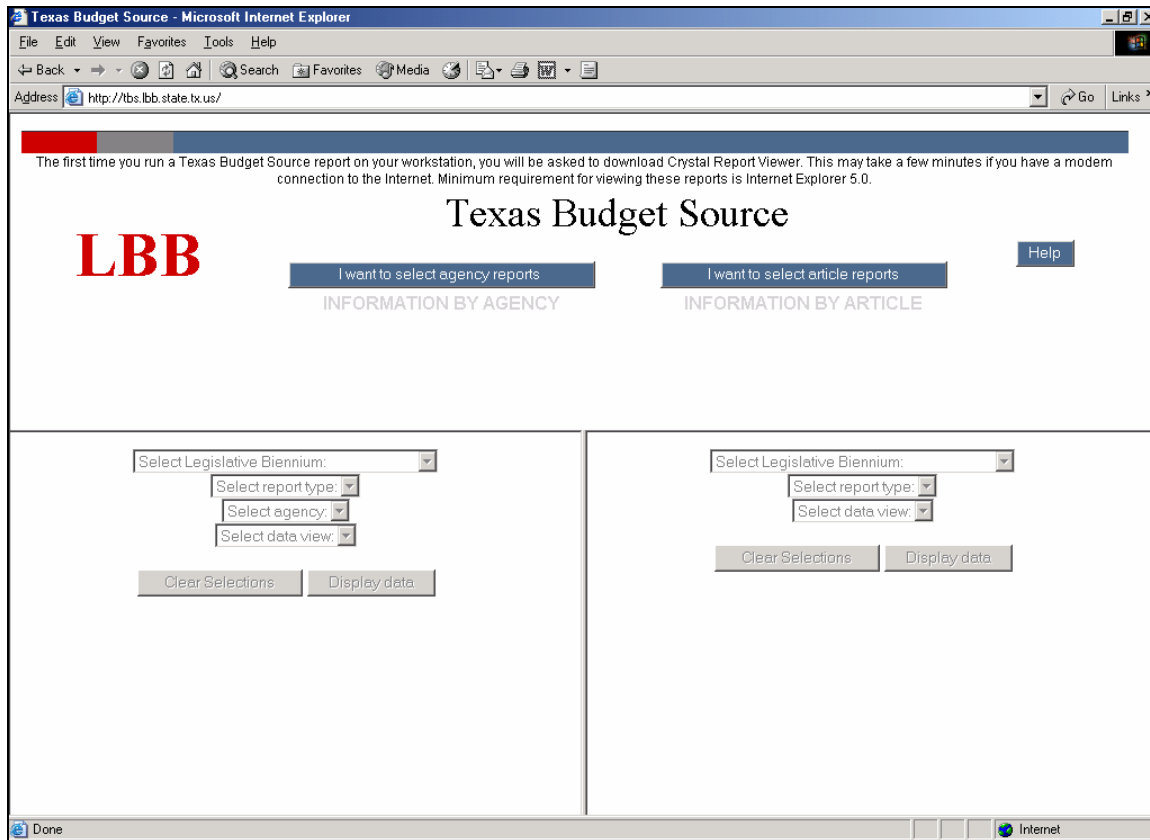 Texas Budget Source - Microsoft Internet Explorer
File Edit View Favorites Tools Help
Back Search Favorites Media
Address http://tbs.lbb.state.tx.us/ Go Links »
The first time you run a Texas Budget Source report on your workstation, you will be asked to download Crystal Report Viewer. This may take a few minutes if you have a modem
connection to the Internet. Minimum requirement for viewing these reports is Internet Explorer 5.0.
Texas Budget Source
LBB
Help
I want to select agency reports
I want to select article reports
INFORMATION BY AGENCY
INFORMATION BY ARTICLE
Select Legislative Biennium:
Select report type:
Select agency:
Select data view:
Clear Selections Display data
Select Legislative Biennium:
Select report type:
Select data view:
Clear Selections Display data
Done Internet